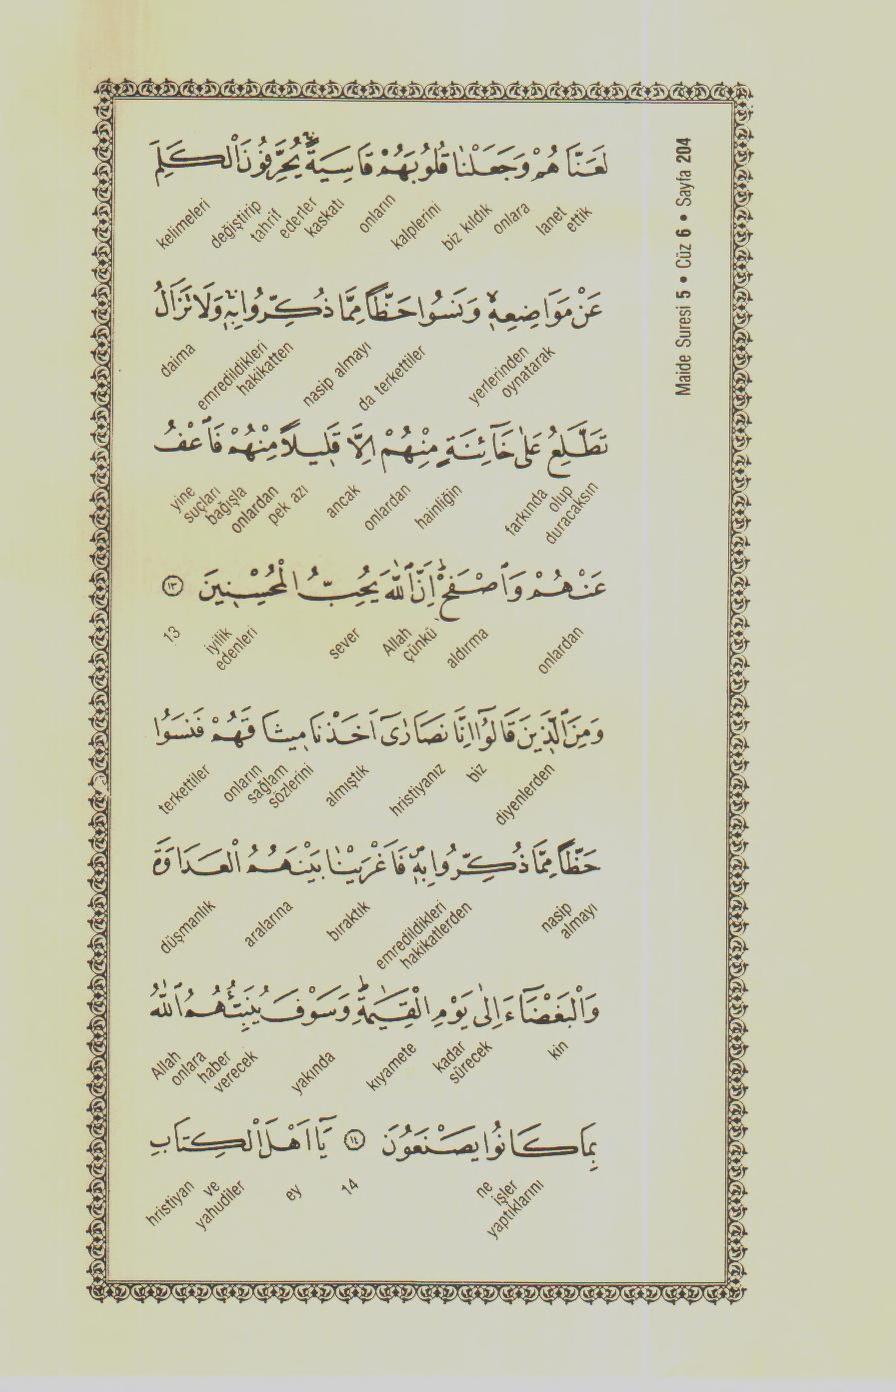 Maide Suresi 5 • Cüz 6 • Sayfa 204
لَعَنَّاهُمْ وَجَعَلْنَا قُلُوبَهُمْ قَاسِيَةً يُحَرِّفُونَ الْكَلِمَ
lanet ettik onlara biz kıldık kalplerini onların kaskatı tahrif ederler değiştirip kelimeleri
عَنْ مَوَاضِعِهِ وَنَسُوا حَظًّا مِمَّا ذُكِّرُوا بِهِ وَلَا تَزَالُ
yerlerinden oynatarak da terkettiler nasip almayı emredildikleri hakikatten daima
تَطَّلِعُ عَلَى خَٓائِنَةٍ مِنْهُمْ اِلَّا قَلِيلاً مِنْهُمْ فَاعْفُ
farkında olup duracaksın hainliğin onlardan ancak pek azı onlardan yine suçları bağışla
عَنْهُمْ وَاصْفَحْ اِنَّ اللّٰهَ يُحِبُّ الْمُحْسِنِينَ ﴿١٣﴾
onlardan aldırma çünkü Allah sever iyilik edenleri 13
وَمِنَ الَّذِينَ قَالُٓوا اِنَّا نَصَارٰٓى اَخَذْنَا مِيثَاقَهُمْ فَنَسُوا
diyenlerden biz hristiyanız almıştık onların sağlam sözlerini terkettiler
حَظًّا مِمَّا ذُكِّرُوا بِهِ فَاَغْرَيْنَا بَيْنَهُمُ الْعَدَاوَةَ
nasip almayı emredildikleri hakikatlerden bıraktık aralarına düşmanlık
وَالْبَغْضَٓاءَ اِلٰى يَوْمِ الْقِيٰمَةِ وَسَوْفَ يُنَبِّئُهُمُ اللّٰهُ
kin kadar sürecek kıyamete yakında haber verecek onlara Allah
بِمَا كَانُوا يَصْنَعُونَ ﴿١٤﴾ يَٓا اَهْلَ الْكِتَابِ
ne işler yaptıklarını 14 ey yahudiler ve hristiyan